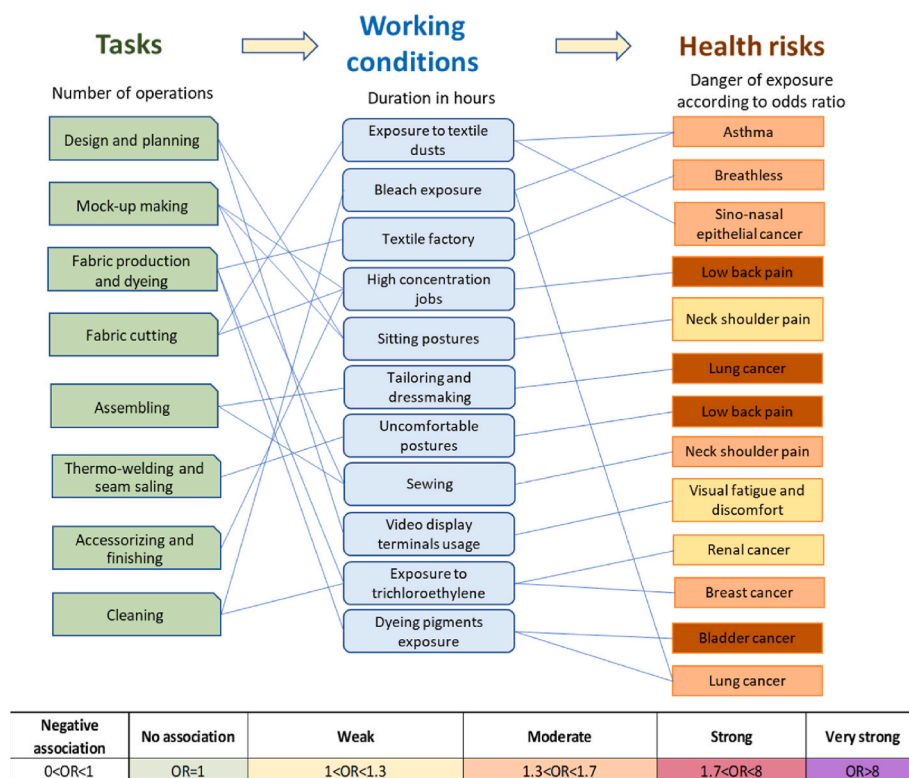 Tasks
Working
conditions
Health risks
Number of operations
Duration in hours
Danger of exposure
according to odds ratio
Design and planning
Mock-up making
Fabric production
and dyeing
Fabric cutting
Assembling
Thermo-welding and
seam saling
Accessorizing and
finishing
Cleaning
Exposure to textile
dusts
Bleach exposure
Textile factory
High concentration
jobs
Sitting postures
Tailoring and
dressmaking
Uncomfortable
postures
Sewing
Video display
terminals usage
Exposure to
trichloroethylene
Dyeing pigments
exposure
Asthma
Breathless
Sino-nasal
epithelial cancer
Low back pain
Neck shoulder pain
Lung cancer
Low back pain
Neck shoulder pain
Visual fatigue and
discomfort
Renal cancer
Breast cancer
Bladder cancer
Lung cancer
Negative
association
No association
Weak
Moderate
Strong
Very strong
0<OR<1
OR=1
1<OR<1.3
1.3<OR<1.7
1.7<OR<8
OR>8